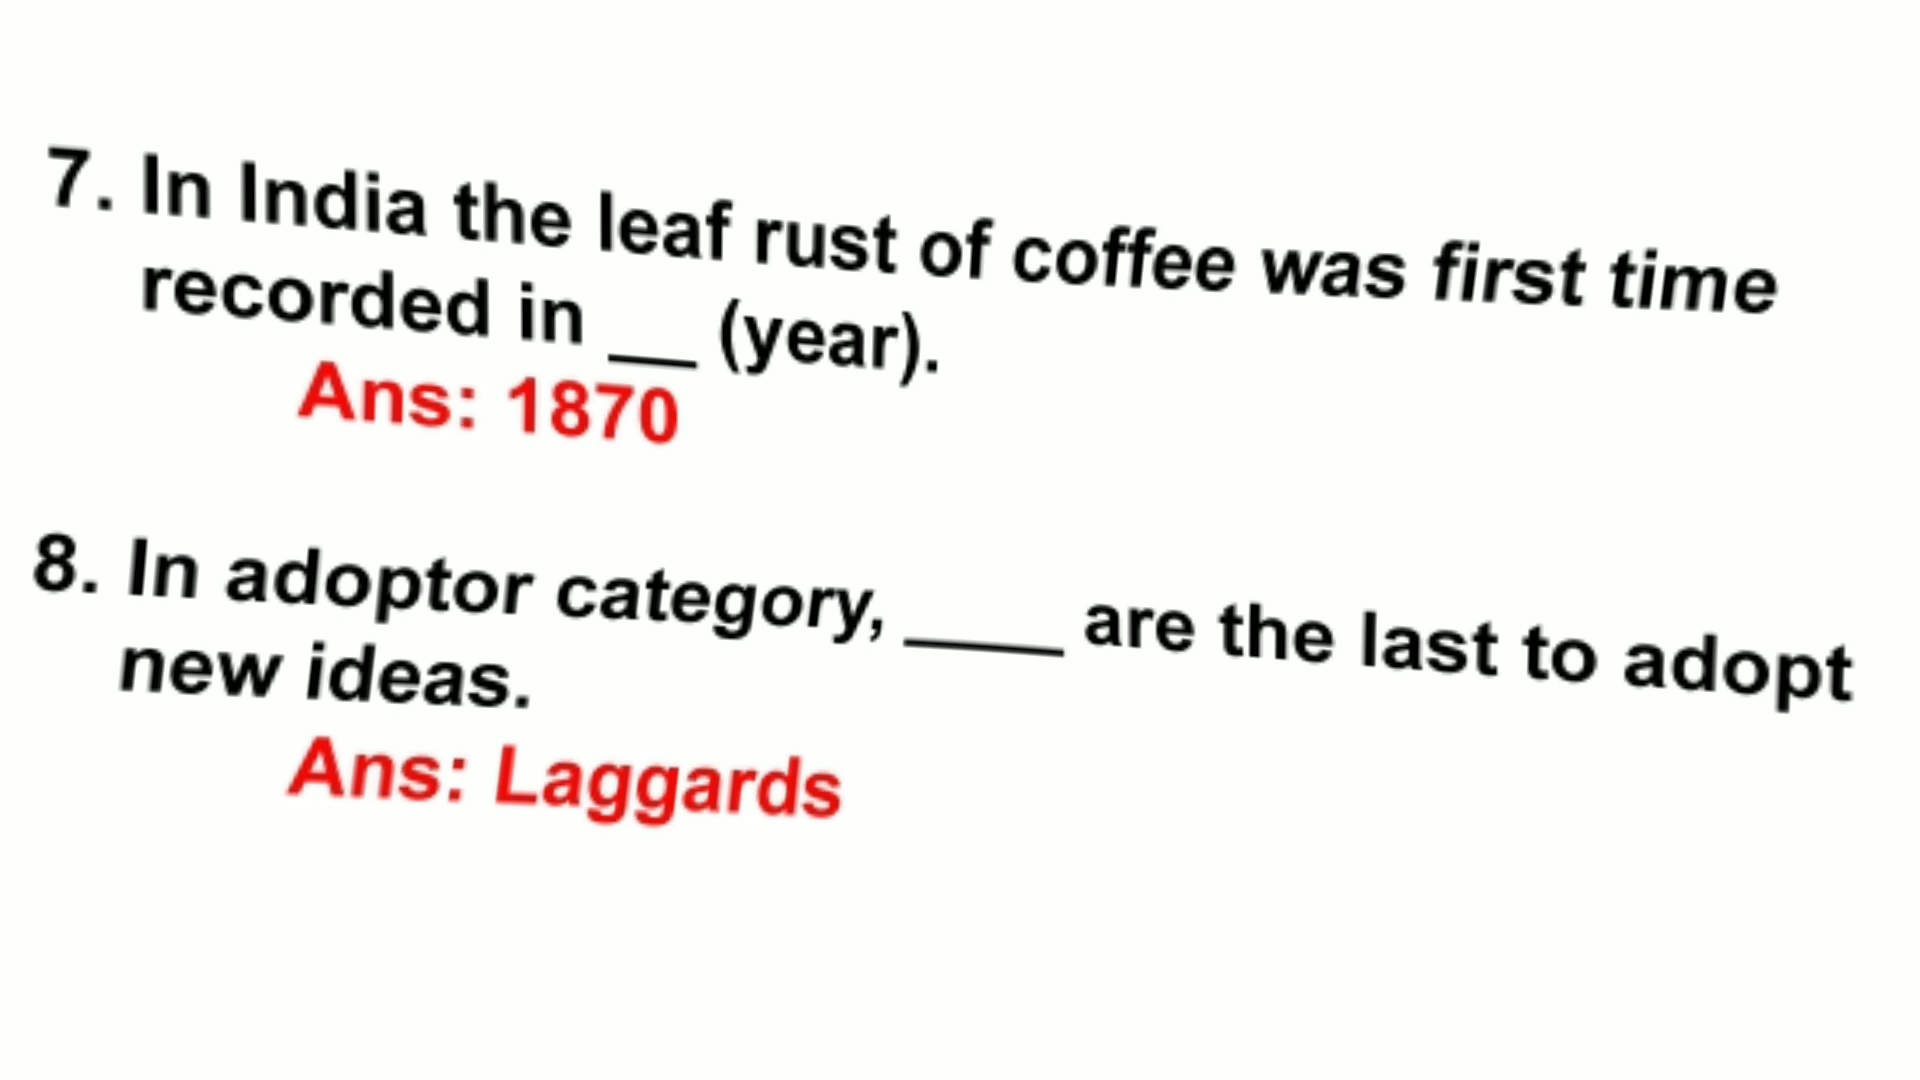 7. In India the leaf rust of coffee was first time
recorded in __ (year).
Ans: 1870
8. In adoptor category, ____ are the last to adopt
new ideas.
Ans: Laggards